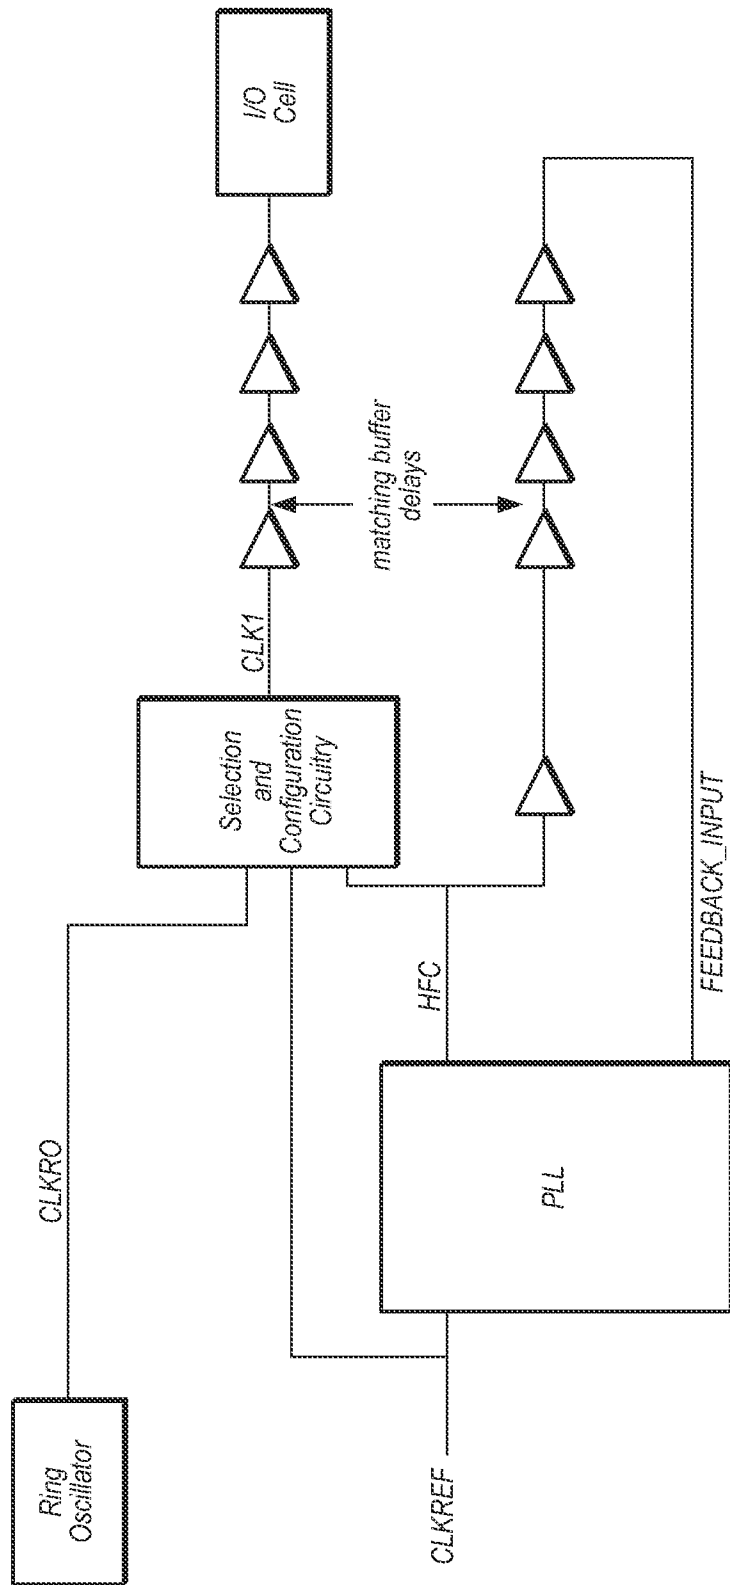 Ring
Oscillator
CLKRO
CLKREF
PLL
HFC
FEEDBACK_INPUT
Selection
and
Configuration
Circuitry
CLK1
matching buffer
delays
I/O
Cell